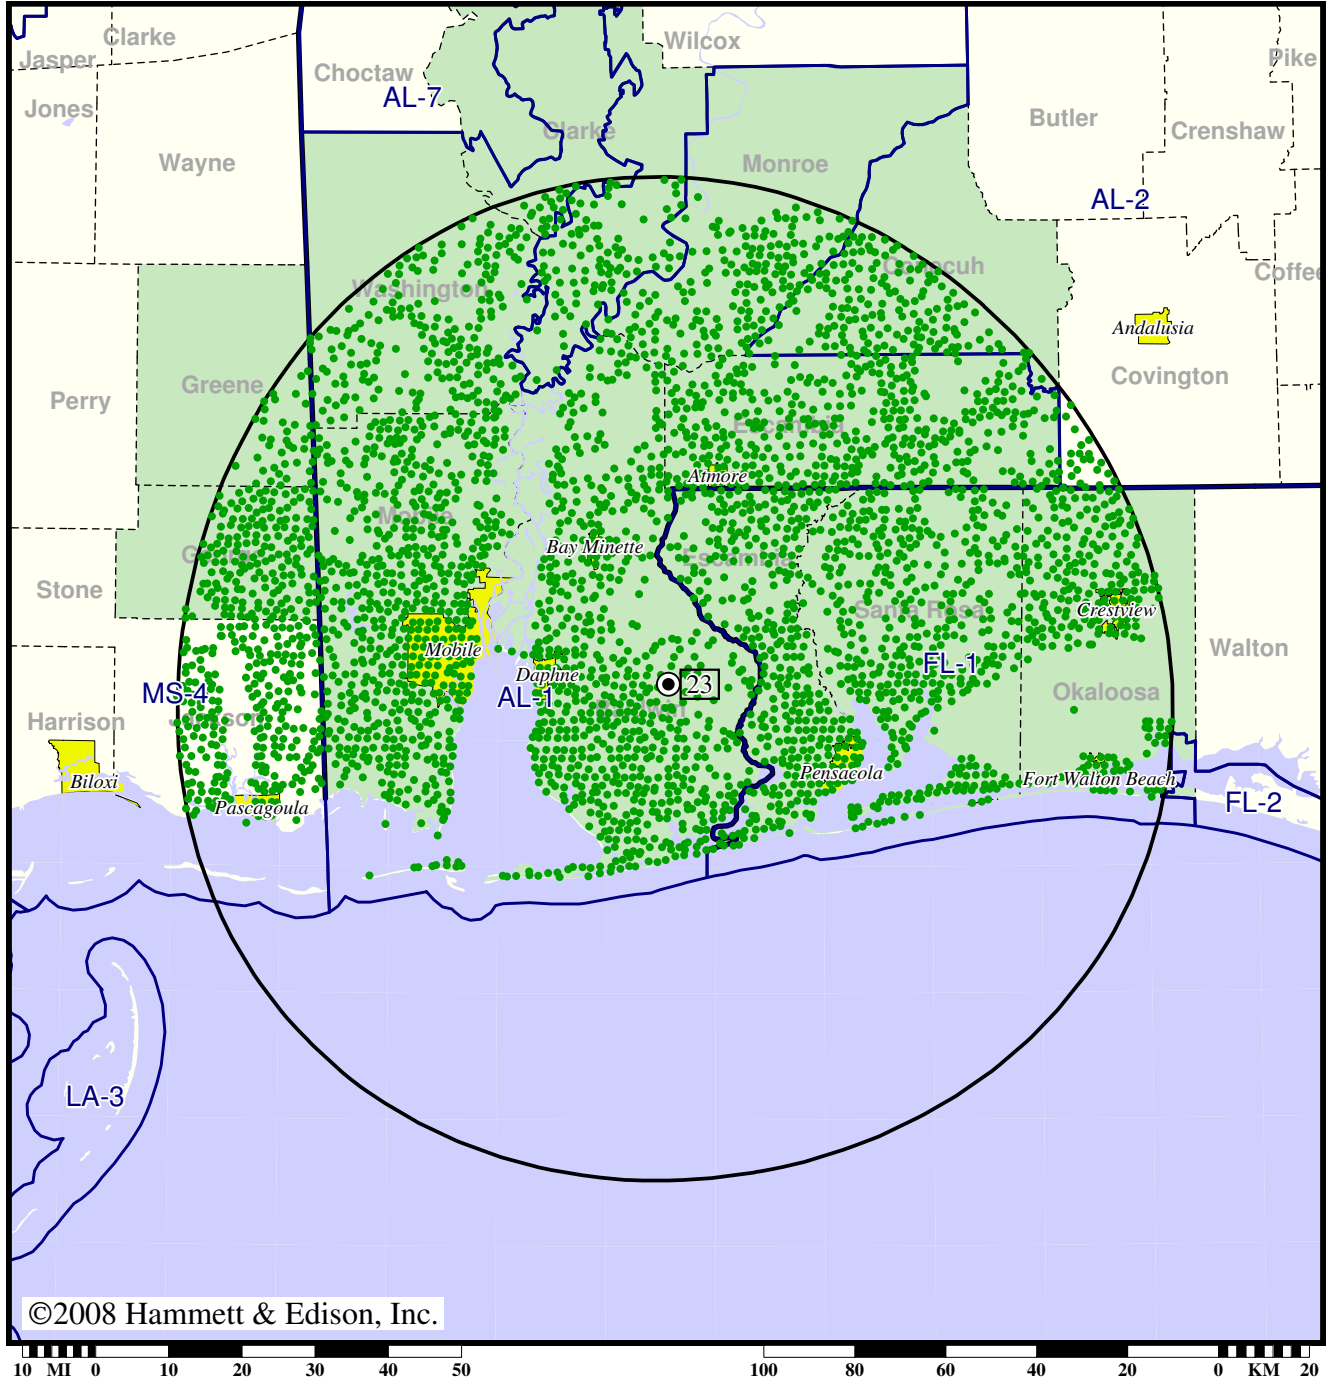 Clarke
Wilcox
Jasper
Choctaw
Pike
AL-7
Jones
Butler
Clarke
Crenshaw
Wayne
Monroe
AL-2
Conecuh
Coffee
Washington
Andalusia
Greene
Covington
Perry
Escambia
Atmore
Mobile
Bay Minette
George
Escambia
Stone
Santa Rosa
Crestview
Walton
Mobile
FL-1
Daphne
23
MS-4
AL-1
Okaloosa
Harrison
Jackson
Baldwin
Pensacola
Fort Walton Beach
Biloxi
Pascagoula
FL-2
LA-3
©2008 Hammett & Edison, Inc.
10 MI 0 10 20 30 40 50 100 80 60 40 20 0 KM 20